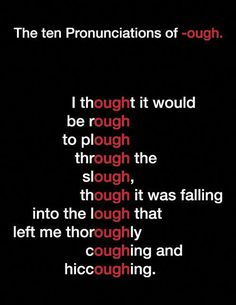 The ten Pronunciations of -ough.
I thought it would
be rough
to plough
through the
slough,
though it was falling
into the lough that
left me thoroughly
coughing and
hiccoughing.